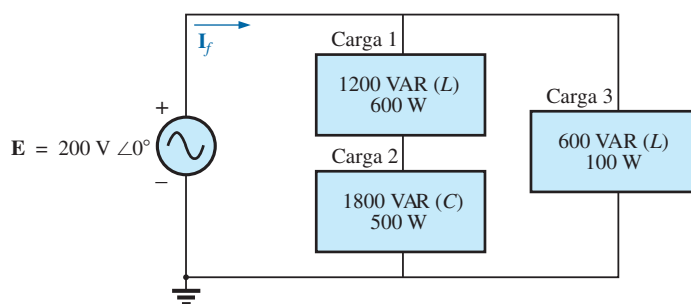 I_f
Carga 1
1200 VAR (L)
600 W
Carga 3
+
E = 200 V ∠0°
–
Carga 2
600 VAR (L)
100 W
1800 VAR (C)
500 W